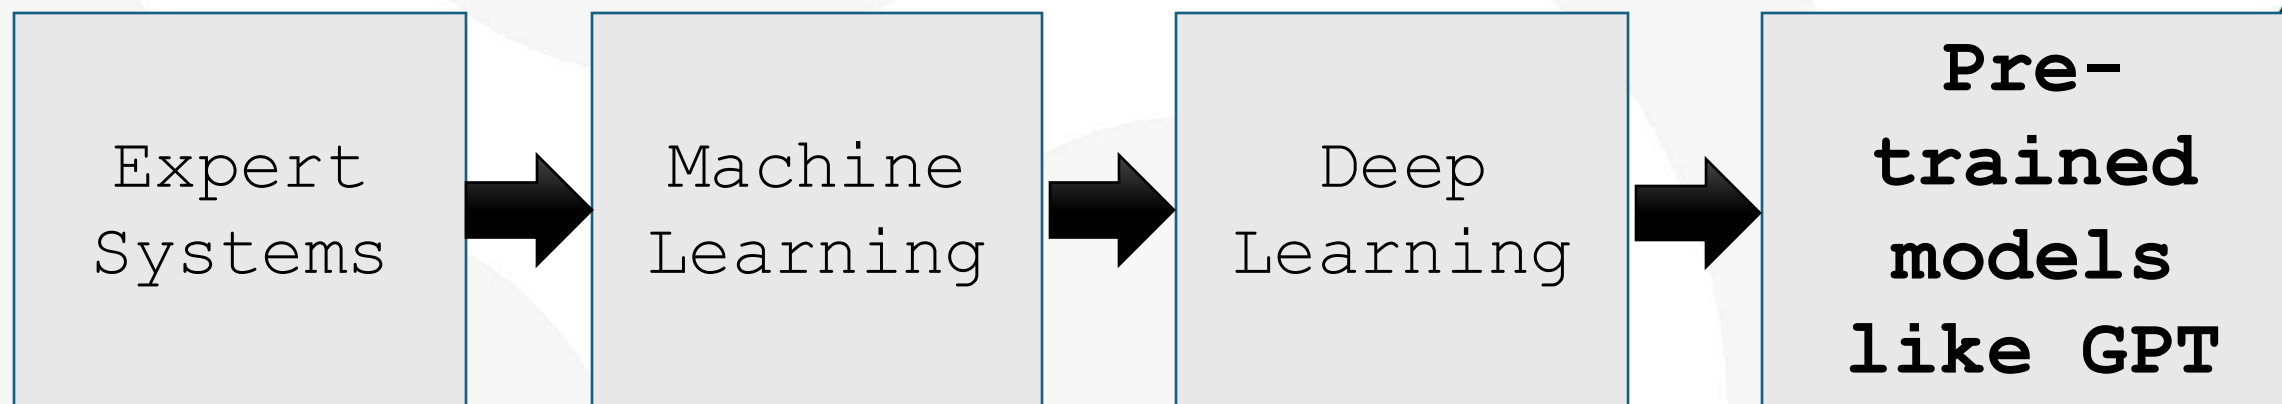 Expert
Systems
Machine
Learning
Deep
Learning
Pre-
trained
models
like GPT